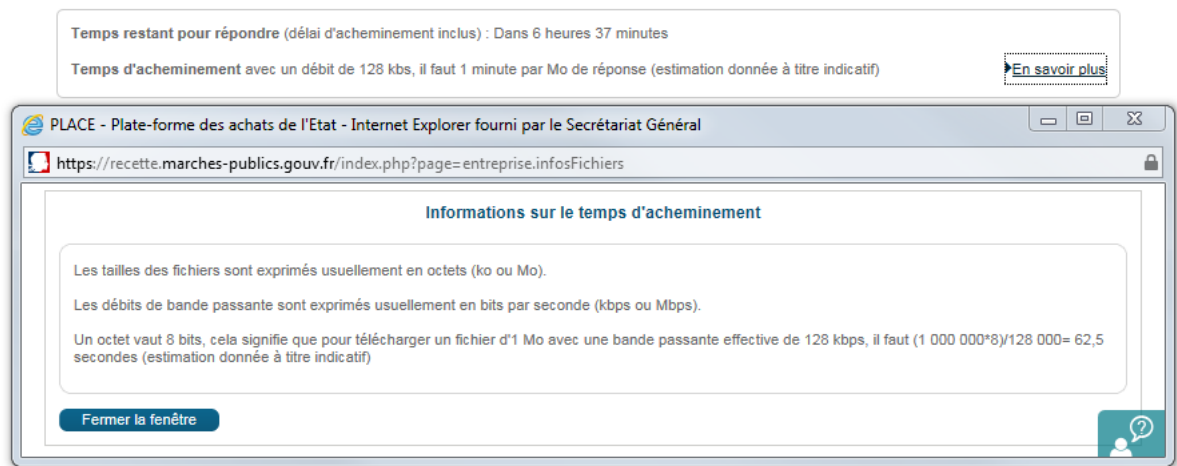 Temps restant pour répondre (délai d'acheminement inclus) : Dans 6 heures 37 minutes
Temps d'acheminement avec un débit de 128 kbs, il faut 1 minute par Mo de réponse (estimation donnée à titre indicatif)
En savoir plus
PLACE - Plate-forme des achats de l'Etat - Internet Explorer fourni par le Secrétariat Général
https://recette.marches-publics.gouv.fr/index.php?page=entreprise.infosFichiers
Informations sur le temps d'acheminement
Les tailles des fichiers sont exprimés usuellement en octets (ko ou Mo).
Les débits de bande passante sont exprimés usuellement en bits par seconde (kbps ou Mbps).
Un octet vaut 8 bits, cela signifie que pour télécharger un fichier d'1 Mo avec une bande passante effective de 128 kbps, il faut (1 000 000*8)/128 000= 62,5
secondes (estimation donnée à titre indicatif)
Fermer la fenêtre